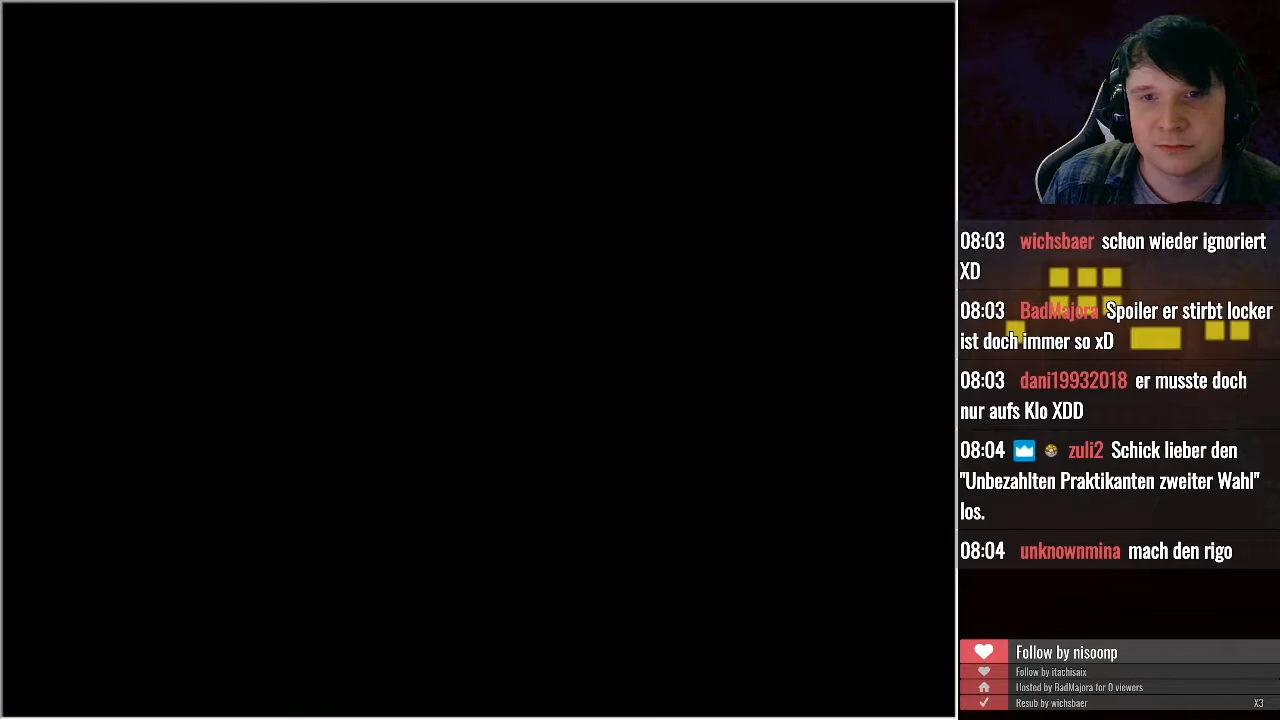 08:03 wichsbaer schon wieder ignoriert
XD
08:03 BadMajora Spoiler er stirbt locker
ist doch immer so xD
08:03 dani19932018 er musste doch
nur aufs Klo XDD
08:04 zuli2 Schick lieber den
"Unbezahlten Praktikanten zweiter Wahl"
los.
08:04 unknownmina mach den rigo
Follow by nisoonp
Follow by itachisaix
Hosted by BadMajora for 0 viewers
Resub by wichsbaer X3